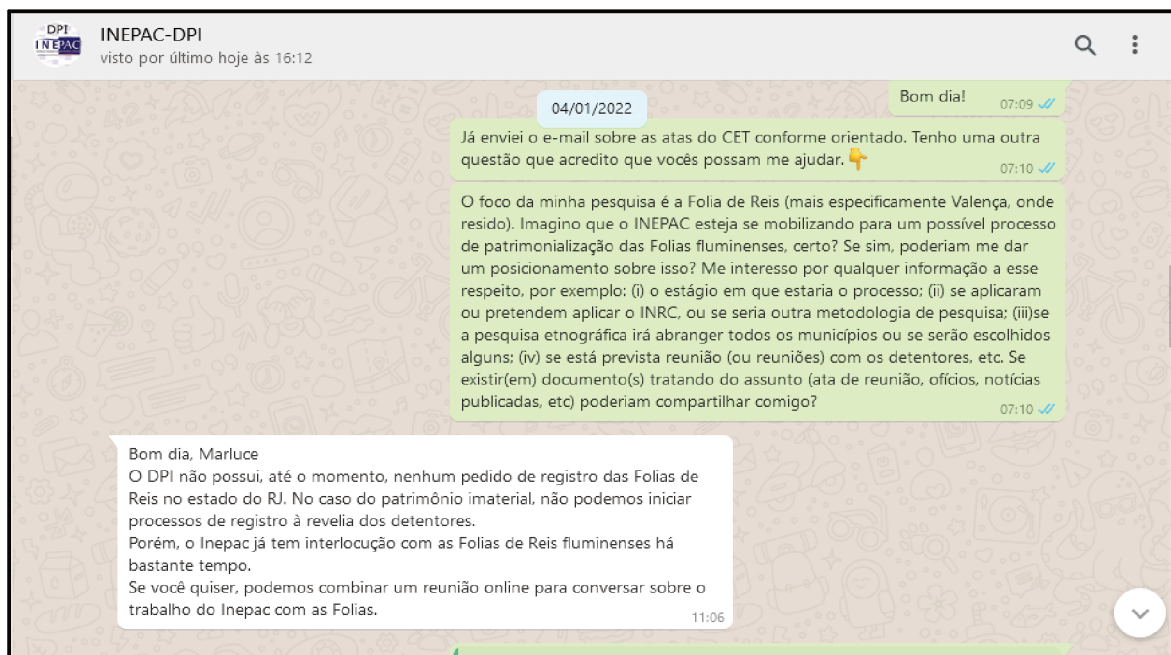 DPI
INEPAC
INEPAC-DPI
visto por último hoje às 16:12
Bom dia!
07:09
04/01/2022
Já enviei o e-mail sobre as atas do CET conforme orientado. Tenho uma outra
questão que acredito que vocês possam me ajudar. 👇
07:10
O foco da minha pesquisa é a Folia de Reis (mais especificamente Valença, onde
resido). Imagino que o INEPAC esteja se mobilizando para um possível processo
de patrimonialização das Folias fluminenses, certo? Se sim, poderiam me dar
um posicionamento sobre isso? Me interesso por qualquer informação a esse
respeito, por exemplo: (i) o estágio em que estaria o processo; (ii) se aplicaram
ou pretendem aplicar o INRC, ou se seria outra metodologia de pesquisa; (iii)se
a pesquisa etnográfica irá abranger todos os municípios ou se serão escolhidos
alguns; (iv) se está prevista reunião (ou reuniões) com os detentores, etc. Se
existir(em) documento(s) tratando do assunto (ata de reunião, ofícios, notícias
publicadas, etc) poderiam compartilhar comigo?
07:10
Bom dia, Marluce
O DPI não possui, até o momento, nenhum pedido de registro das Folias de
Reis no estado do RJ. No caso do patrimônio imaterial, não podemos iniciar
processos de registro à revelia dos detentores.
Porém, o Inepac já tem interlocução com as Folias de Reis fluminenses há
bastante tempo.
Se você quiser, podemos combinar um reunião online para conversar sobre o
trabalho do Inepac com as Folias.
11:06